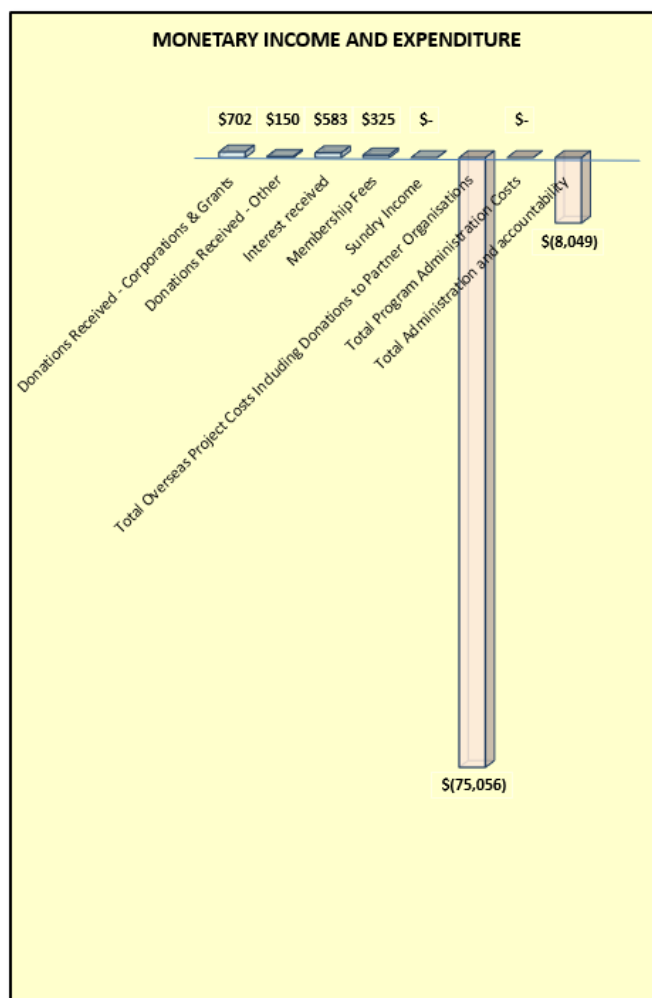 MONETARY INCOME AND EXPENDITURE
$702 $150 $583 $325 $- $-
Donations Received - Corporations & Grants
Donations Received - Other
Interest received
Membership Fees
Sundry Income
Total Overseas Project Costs Including Donations to Partner Organisations
Total Program Administration Costs
Total Administration and accountability
$(8,049)
$(75,056)